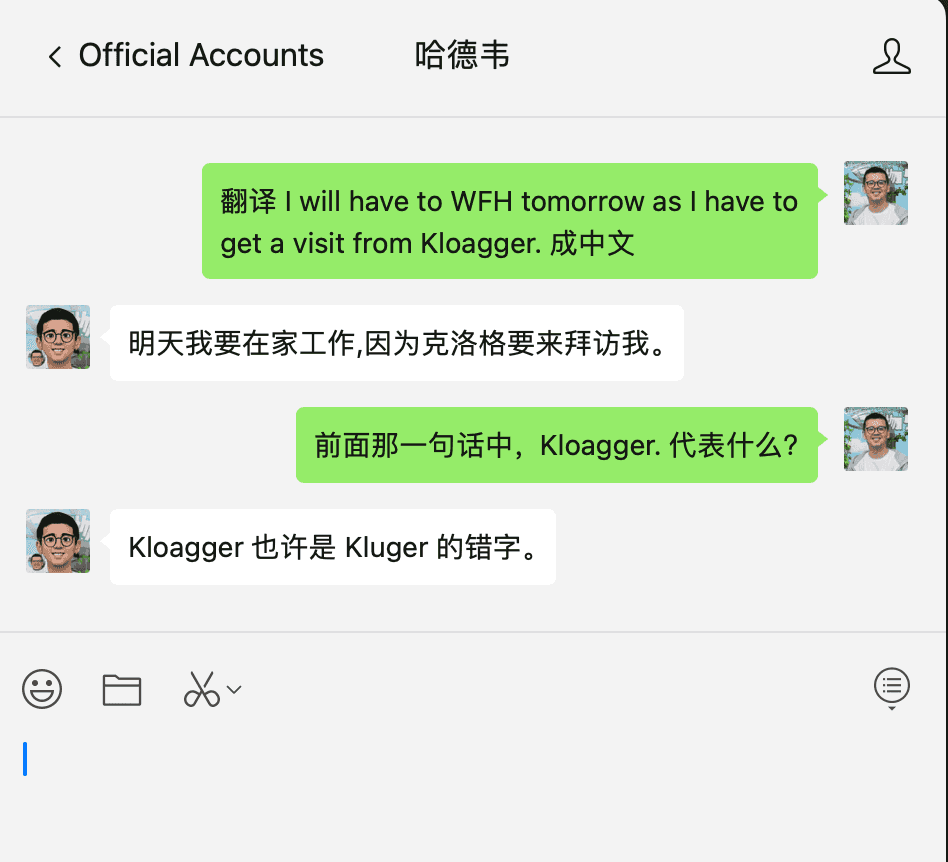 Official Accounts
哈德韦
翻译 I will have to WFH tomorrow as I have to
get a visit from Kloagger. 成中文
明天我要在家工作,因为克洛格要来拜访我。
前面那一句话中，Kloagger. 代表什么?
Kloagger 也许是 Kluger 的错字。